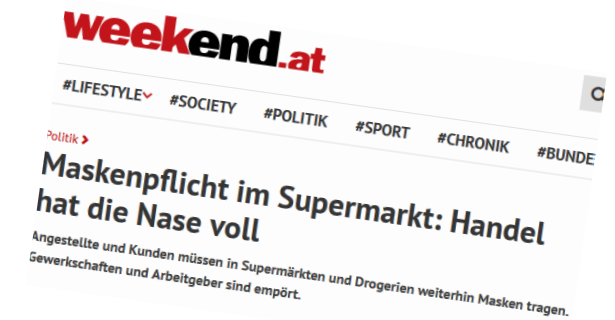 weekend.at
#LIFESTYLE #SOCIETY #POLITIK #SPORT #CHRONIK #BUNDE
Politik
Maskenpflicht im Supermarkt: Handel
hat die Nase voll
Angestellte und Kunden müssen in Supermärkten und Drogerien weiterhin Masken tragen.
Gewerkschaften und Arbeitgeber sind empört.